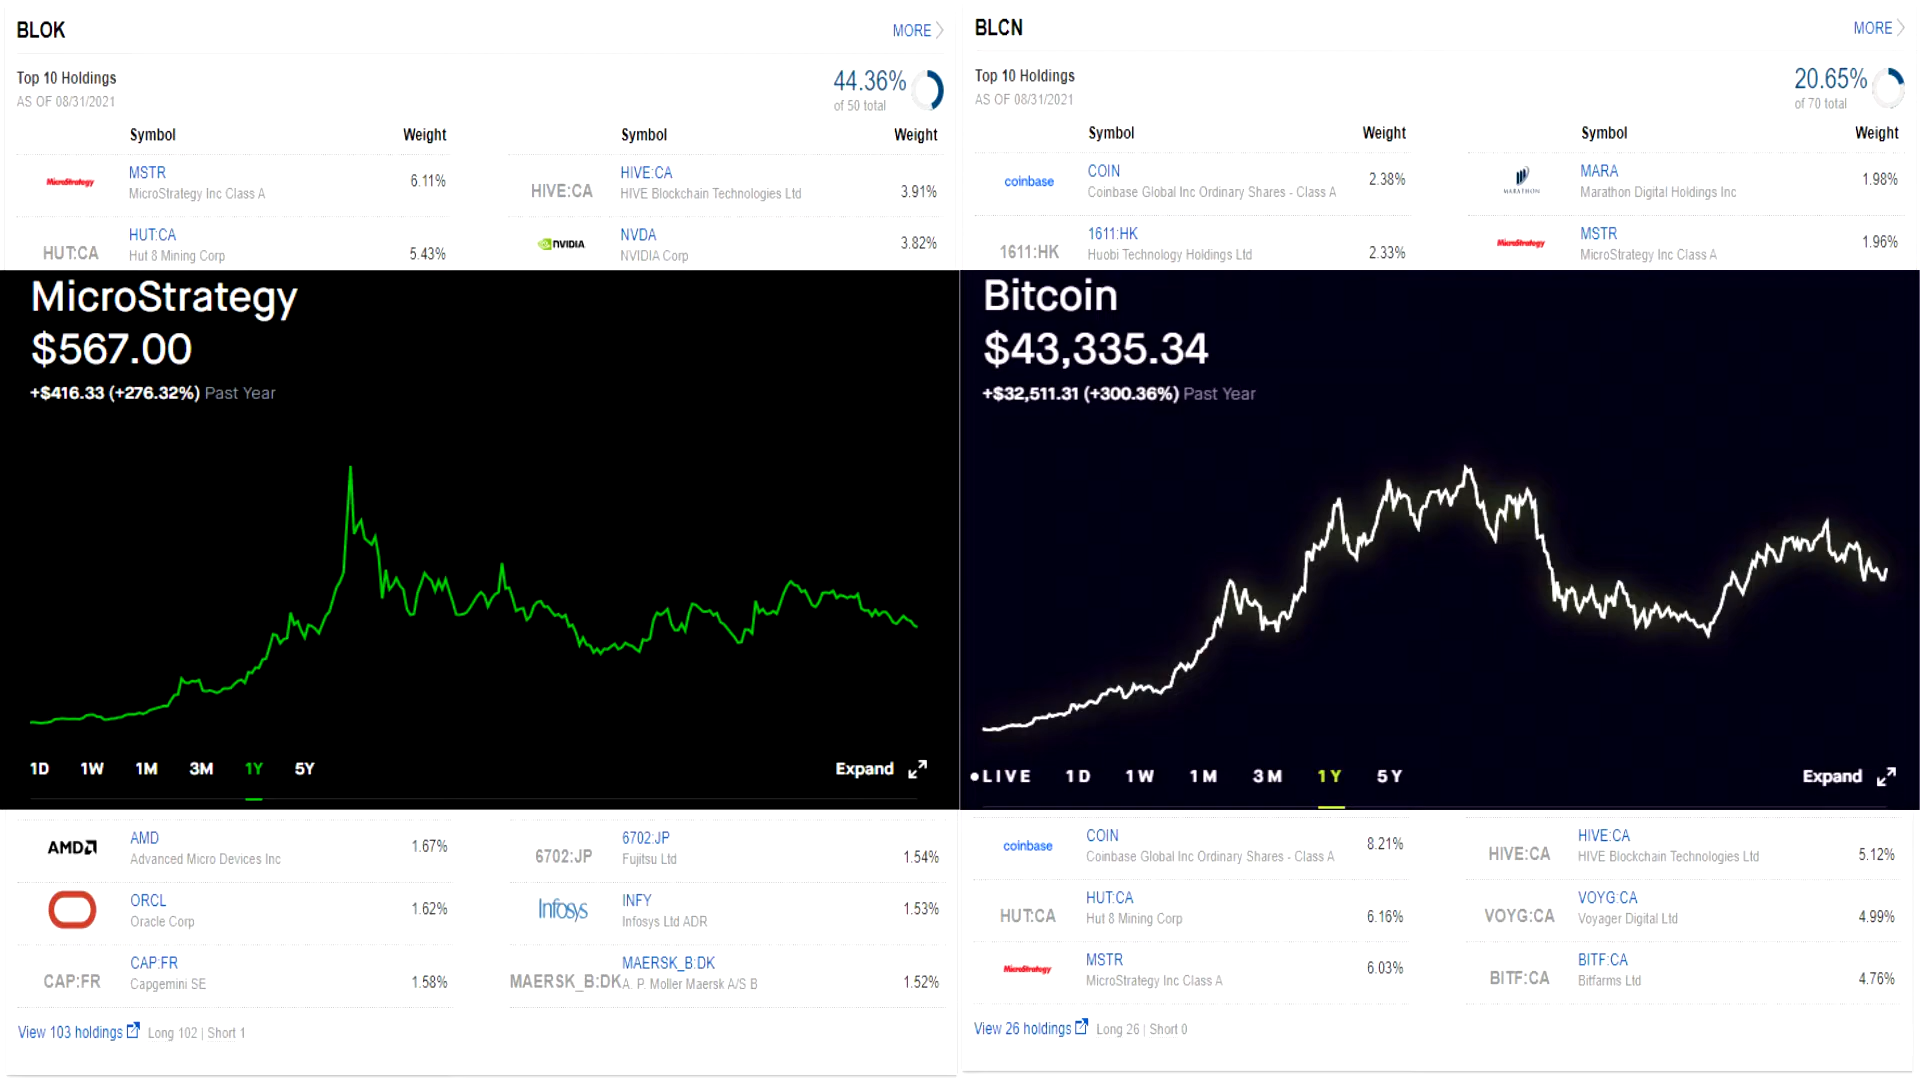 BLOK
MORE
Top 10 Holdings
AS OF 08/31/2021
44.36%
of 50 total
Symbol Weight Symbol Weight
MicroStrategy MSTR 6.11%
MicroStrategy Inc Class A
HIVE:CA HIVE:CA 3.91%
HIVE Blockchain Technologies Ltd
HUT:CA HUT:CA 5.43%
Hut 8 Mining Corp
NVIDIA NVDA 3.82%
NVIDIA Corp
BLCN
MORE
Top 10 Holdings
AS OF 08/31/2021
20.65%
of 70 total
Symbol Weight Symbol Weight
coinbase COIN 2.38%
Coinbase Global Inc Ordinary Shares - Class A
MARATHON MARA 1.98%
Marathon Digital Holdings Inc
1611:HK 1611:HK 2.33%
Huobi Technology Holdings Ltd
MicroStrategy MSTR 1.96%
MicroStrategy Inc Class A
MicroStrategy
$567.00
+$416.33 (+276.32%) Past Year
1D 1W 1M 3M 1Y 5Y Expand
Bitcoin
$43,335.34
+$32,511.31 (+300.36%) Past Year
LIVE 1D 1W 1M 3M 1Y 5Y Expand
AMD AMD 1.67%
Advanced Micro Devices Inc
6702:JP 6702:JP 1.54%
Fujitsu Ltd
ORCL 1.62%
Oracle Corp
Infosys INFY 1.53%
Infosys Ltd ADR
CAP:FR CAP:FR 1.58%
Capgemini SE
MAERSK_B:DK MAERSK_B:DK 1.52%
A. P. Moller Maersk A/S B
View 103 holdings Long 102 | Short 1
coinbase COIN 8.21%
Coinbase Global Inc Ordinary Shares - Class A
HIVE:CA HIVE:CA 5.12%
HIVE Blockchain Technologies Ltd
HUT:CA HUT:CA 6.16%
Hut 8 Mining Corp
VOYG:CA VOYG:CA 4.99%
Voyager Digital Ltd
MicroStrategy MSTR 6.03%
MicroStrategy Inc Class A
BITF:CA BITF:CA 4.76%
Bitfarms Ltd
View 26 holdings Long 26 | Short 0